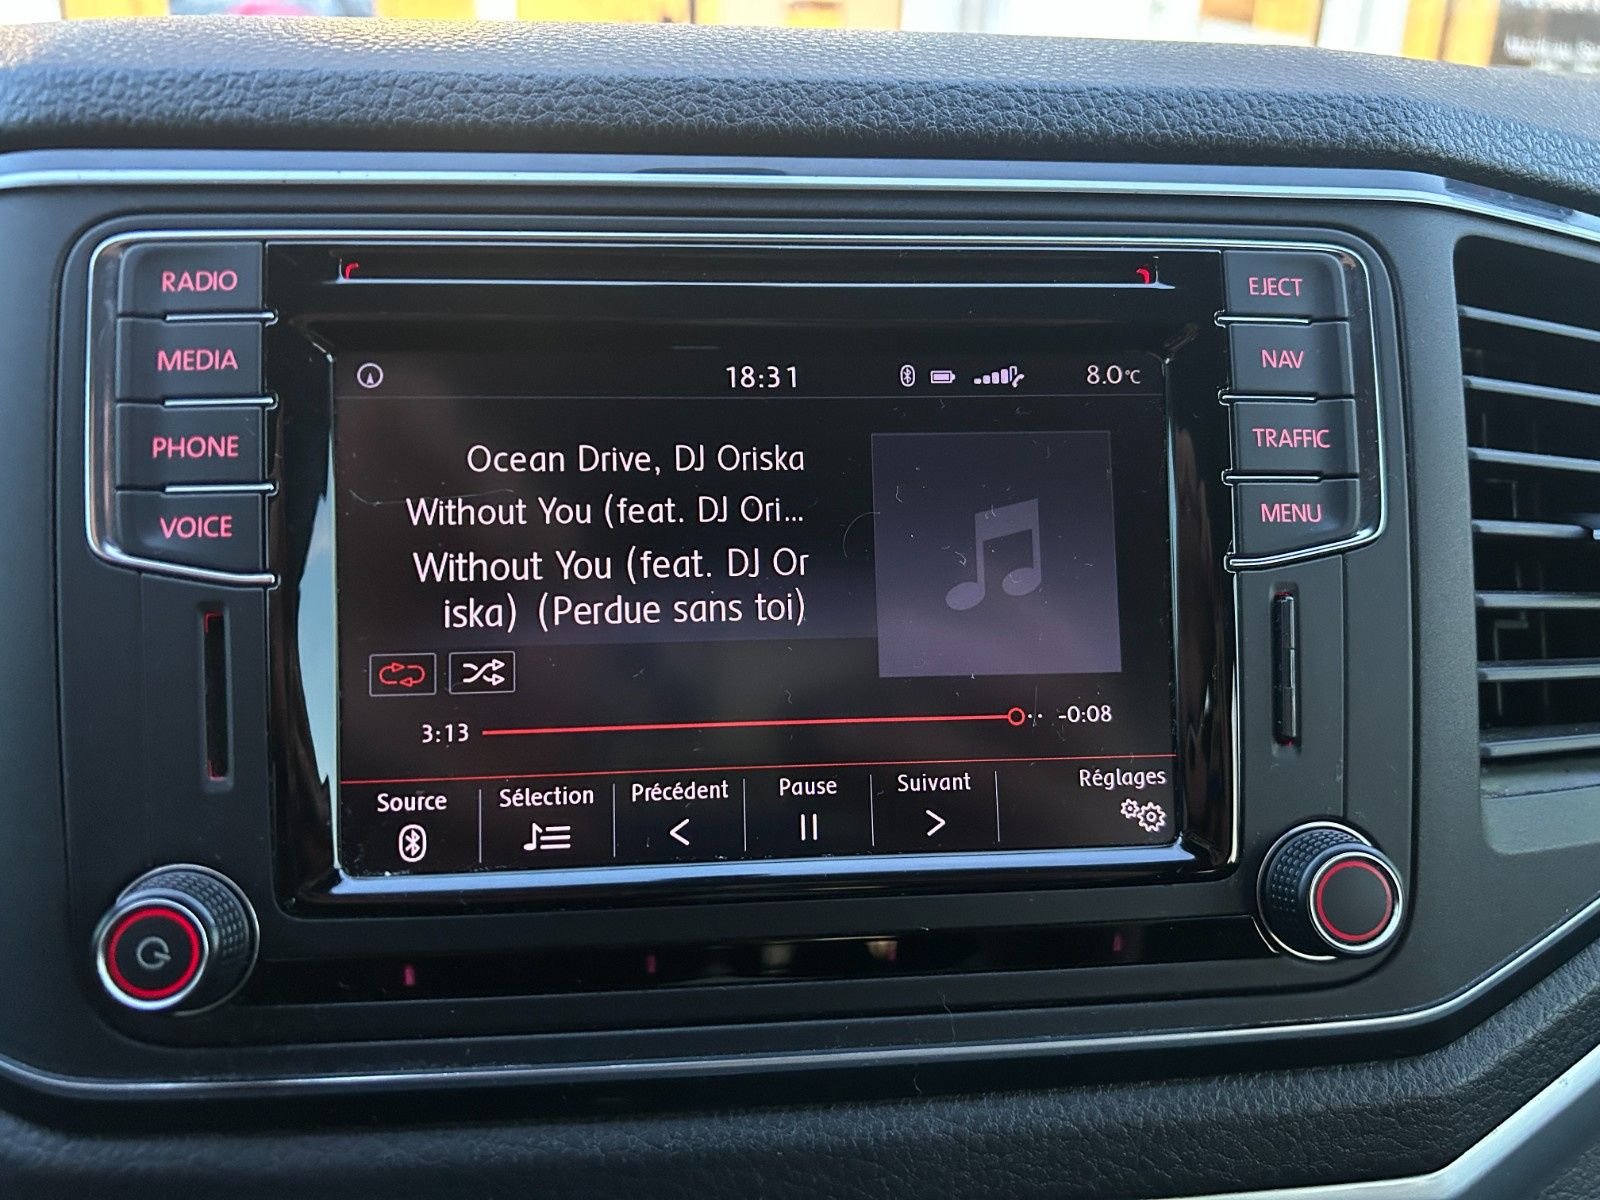 RADIO
MEDIA
PHONE
VOICE
EJECT
NAV
TRAFFIC
MENU
18:31
8.0°C
Ocean Drive, DJ Oriska
Without You (feat. DJ Ori...
Without You (feat. DJ Or
iska) (Perdue sans toi)
3:13
-0:08
Source
Sélection
Précédent
Pause
Suivant
Réglages